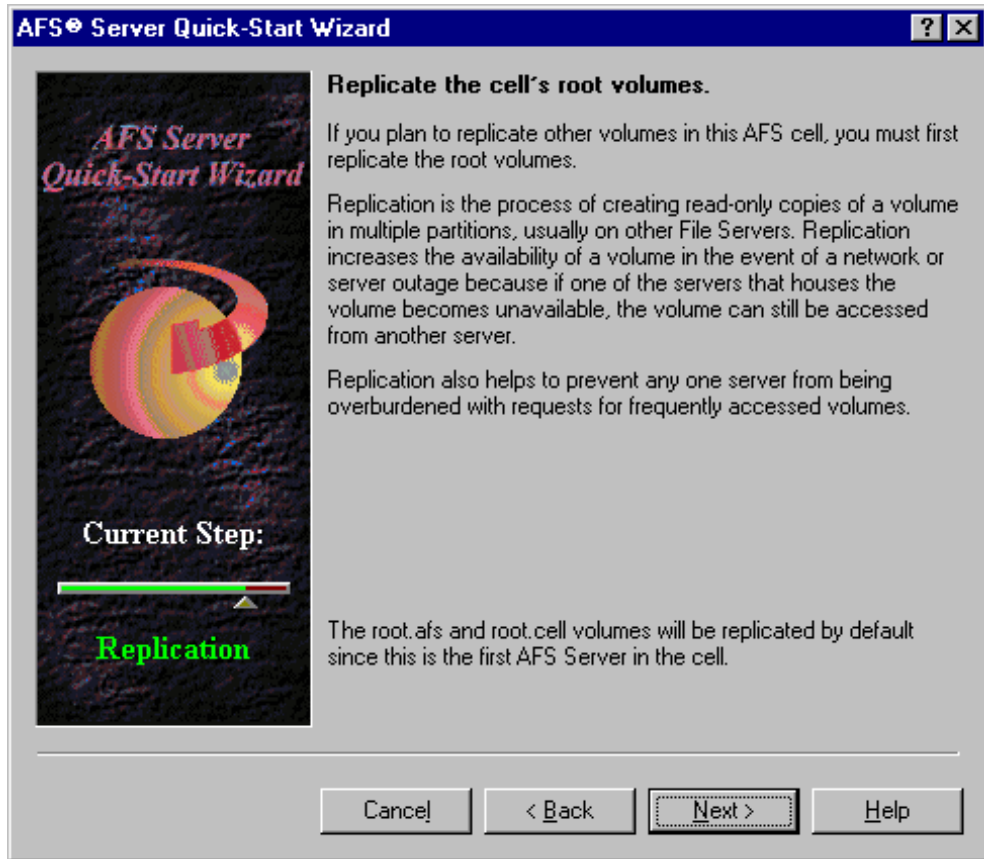 AFS® Server Quick-Start Wizard
AFS Server
Quick-Start Wizard
Current Step:
Replication
Replicate the cell's root volumes.
If you plan to replicate other volumes in this AFS cell, you must first
replicate the root volumes.
Replication is the process of creating read-only copies of a volume
in multiple partitions, usually on other File Servers. Replication
increases the availability of a volume in the event of a network or
server outage because if one of the servers that houses the
volume becomes unavailable, the volume can still be accessed
from another server.
Replication also helps to prevent any one server from being
overburdened with requests for frequently accessed volumes.
The root.afs and root.cell volumes will be replicated by default
since this is the first AFS Server in the cell.
Cancel
< Back
Next >
Help